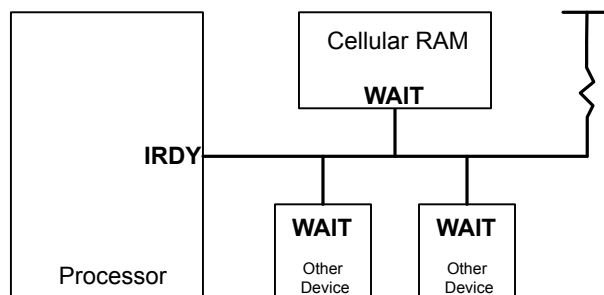 Cellular RAM
WAIT
IRDY
WAIT
Other
Device
WAIT
Other
Device
Processor